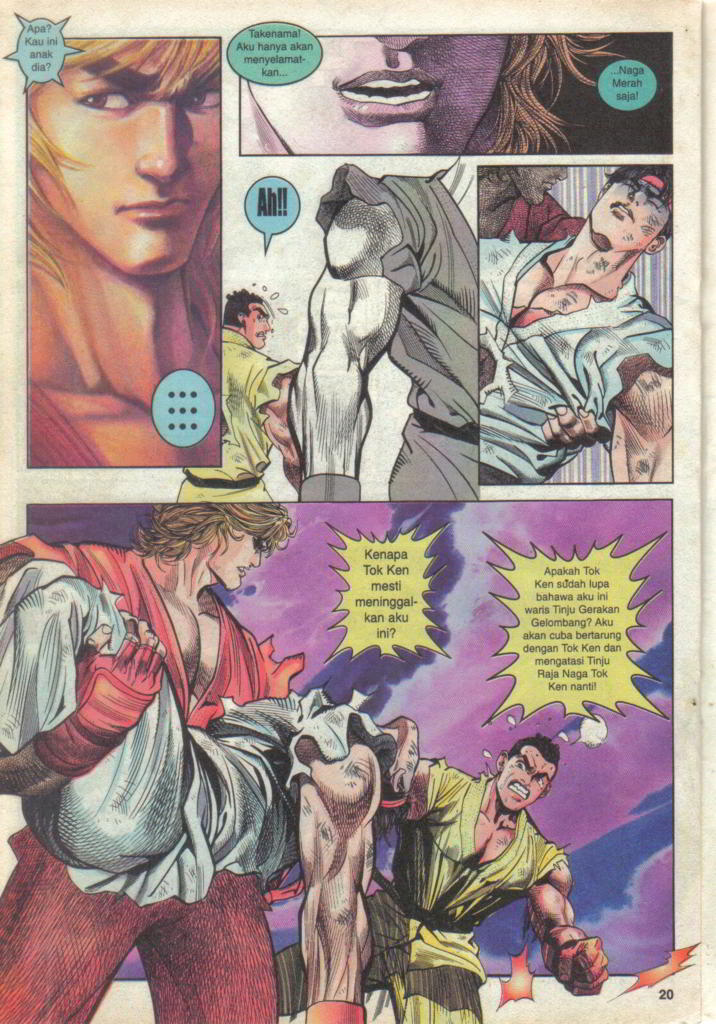 Apa?
Kau ini
anak
dia?
Takenama!
Aku hanya akan
menyelamat-
kan...
...Naga
Merah
saja!
Ah!!
Kenapa
Tok Ken
mesti
meninggal-
kan aku
ini?
Apakah Tok
Ken sudah lupa
bahawa aku ini
waris Tinju Gerakan
Gelombang? Aku
akan cuba bertarung
dengan Tok Ken dan
mengatasi Tinju
Raja Naga Tok
Ken nanti!
20